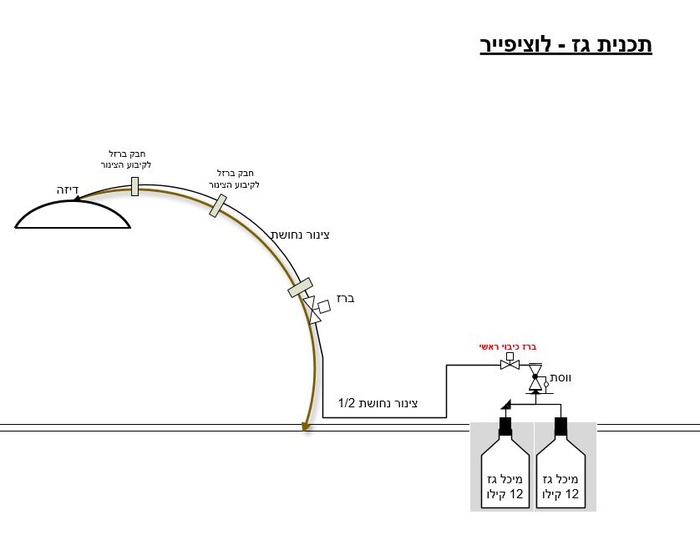 תכנית גז - לוציפייר
חבק ברזל
לקיבוע הצינור
חבק ברזל
לקיבוע הצינור
דיזה
צינור נחושת
ברז
ברז כיבוי ראשי
ווסת
צינור נחושת 1/2
מיכל גז
12 קילו
מיכל גז
12 קילו